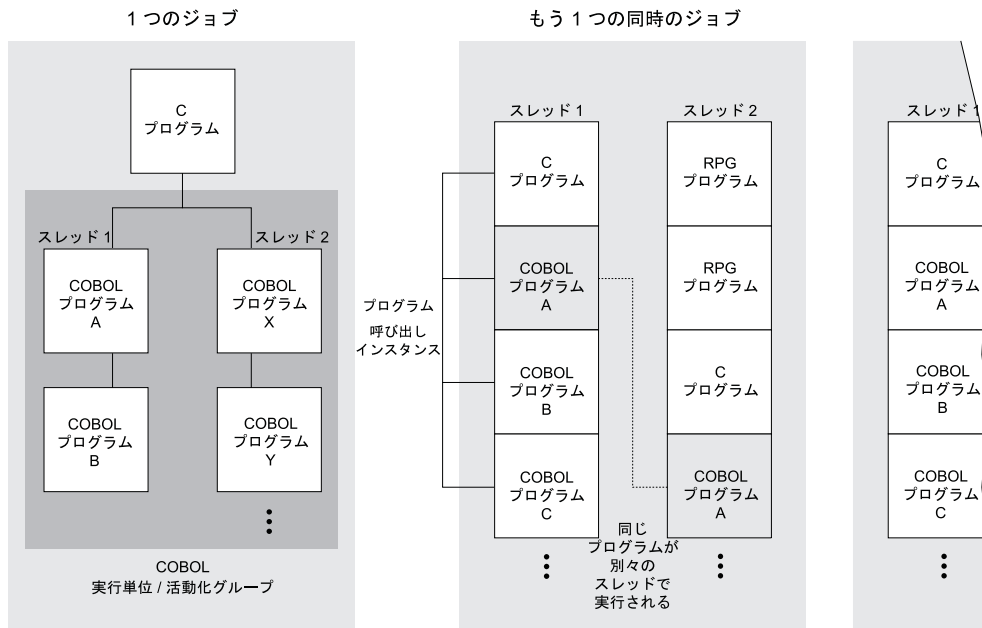 1 つのジョブ
C
プログラム
スレッド 1
スレッド 2
COBOL
プログラム
A
COBOL
プログラム
X
COBOL
プログラム
B
COBOL
プログラム
Y
COBOL
実行単位 / 活動化グループ
もう 1 つの同時のジョブ
プログラム
呼び出し
インスタンス
スレッド 1
C
プログラム
COBOL
プログラム
A
COBOL
プログラム
B
COBOL
プログラム
C
スレッド 2
RPG
プログラム
RPG
プログラム
C
プログラム
COBOL
プログラム
A
同じ
プログラムが
別々の
スレッドで
実行される
スレッド 1
C
プログラム
COBOL
プログラム
A
COBOL
プログラム
B
COBOL
プログラム
C